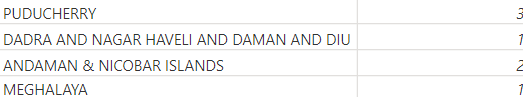 PUDUCHERRY 3
DADRA AND NAGAR HAVELI AND DAMAN AND DIU 1
ANDAMAN & NICOBAR ISLANDS 2
MEGHALAYA 1